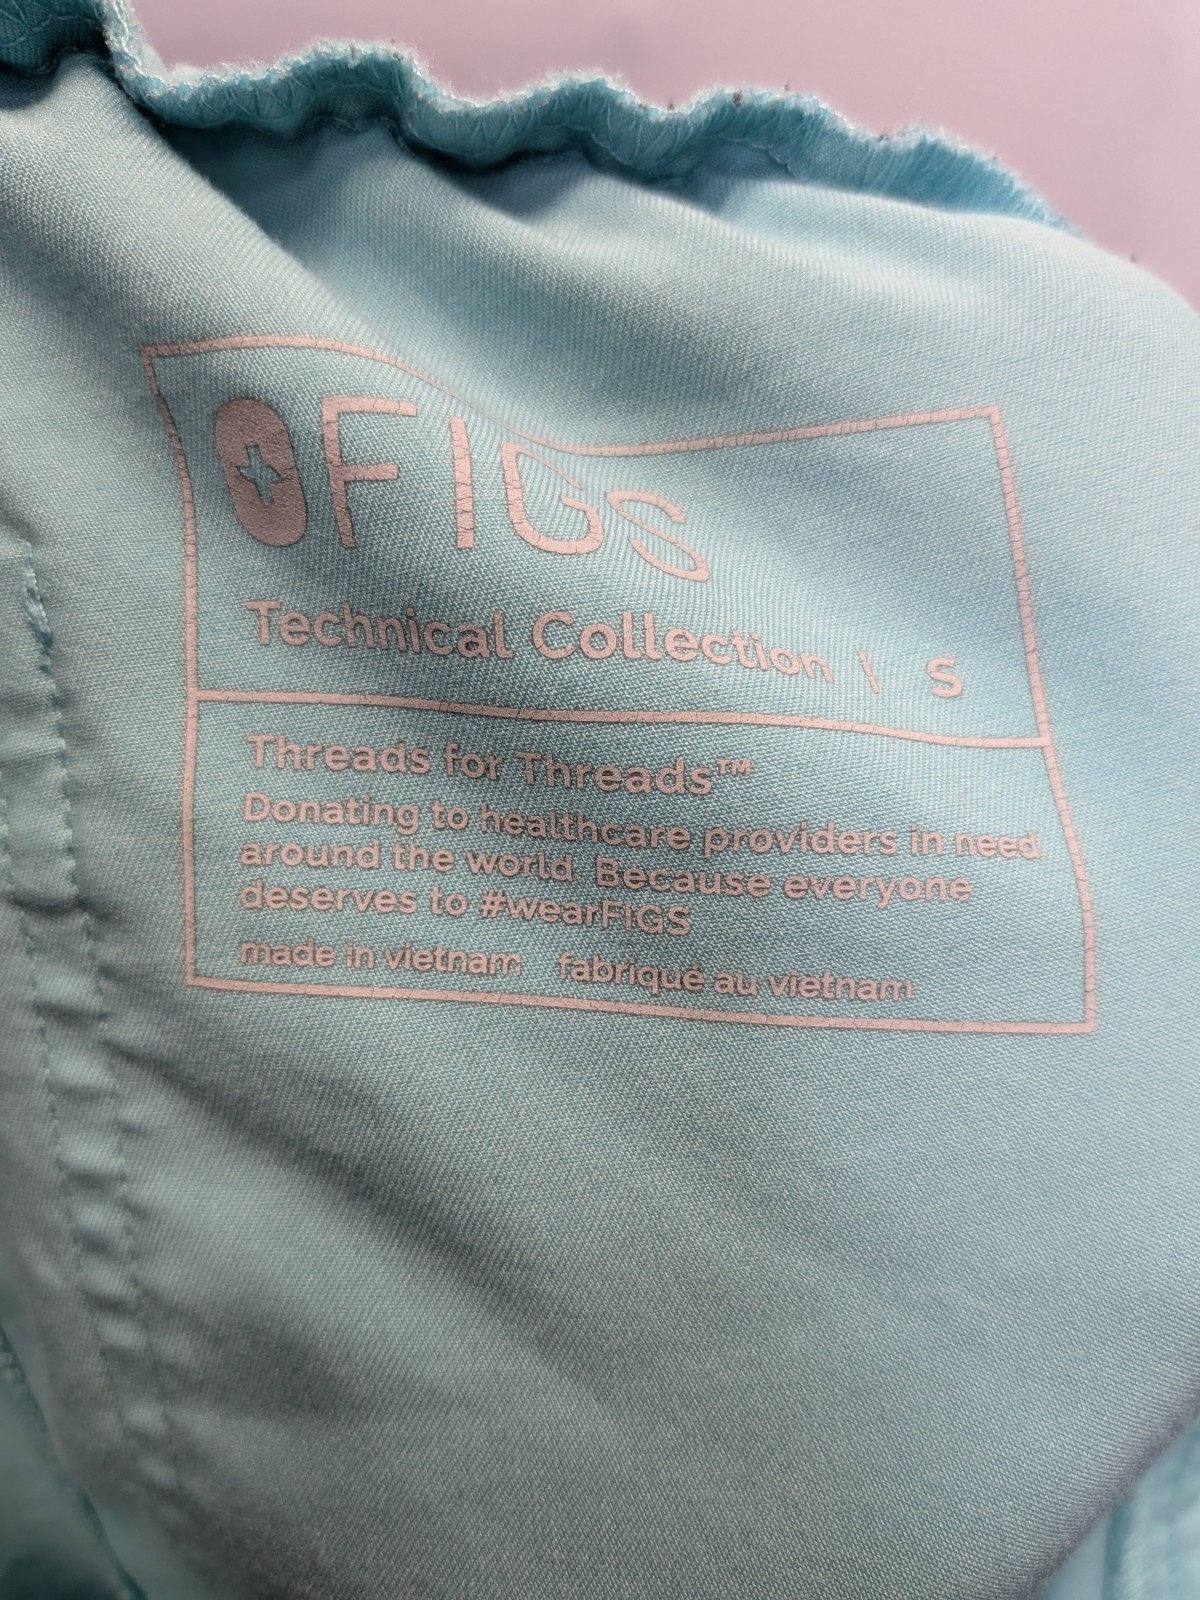 FIGS
Technical Collection | S
Threads for Threads™
Donating to healthcare providers in need
around the world. Because everyone
deserves to #wearFIGS
made in vietnam fabriqué au vietnam